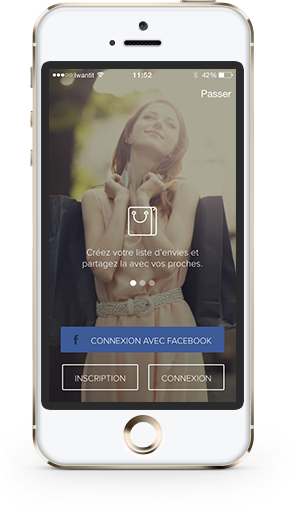 Iwantit 11:52 42%
Passer
Créez votre liste d'envies et
partagez la avec vos proches.
f CONNEXION AVEC FACEBOOK
INSCRIPTION CONNEXION